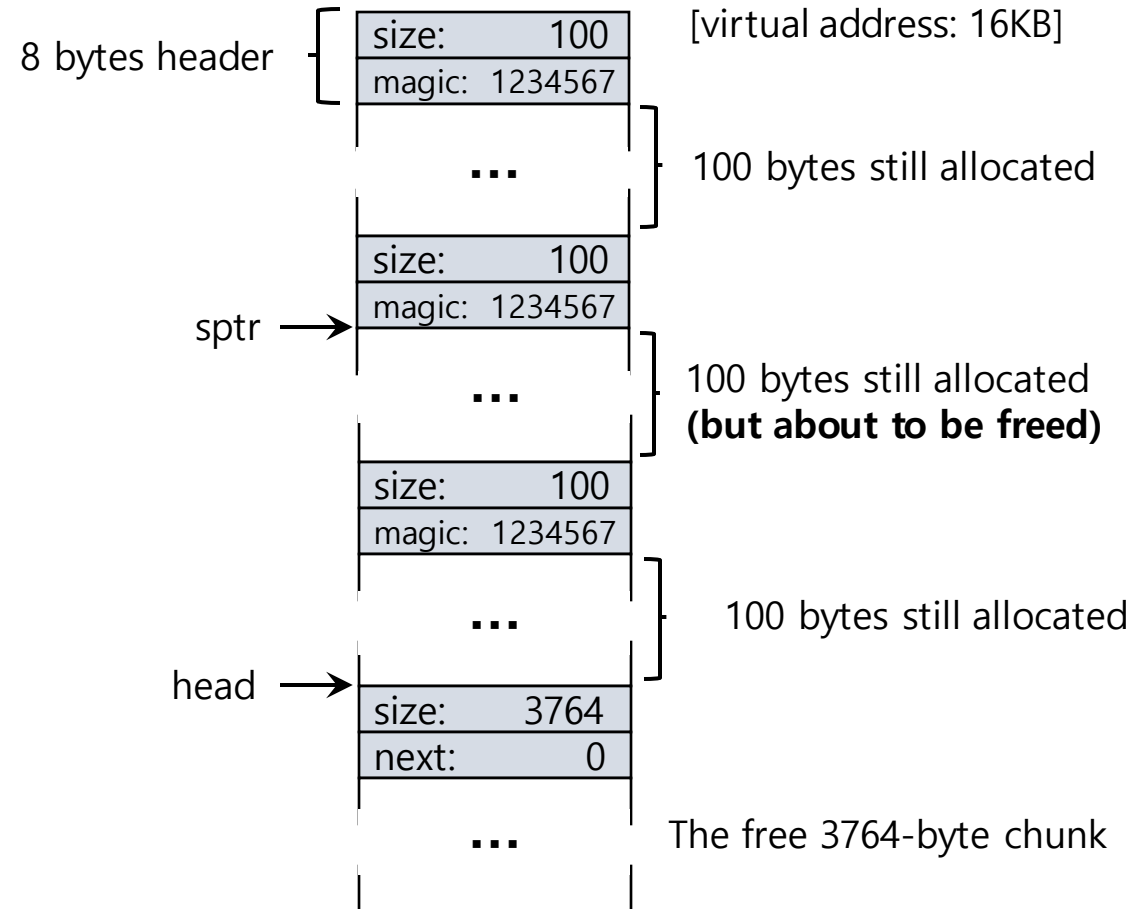 size: 100
[virtual address: 16KB]
8 bytes header
magic: 1234567
...
100 bytes still allocated
size: 100
magic: 1234567
sptr
...
100 bytes still allocated
(but about to be freed)
size: 100
magic: 1234567
...
100 bytes still allocated
head
size: 3764
next: 0
...
The free 3764-byte chunk